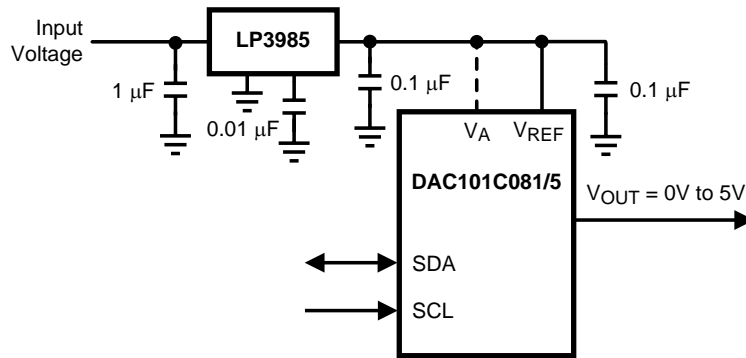 Input
Voltage
LP3985
1 μF
0.01 μF
0.1 μF
0.1 μF
VA
VREF
DAC101C081/5
VOUT = 0V to 5V
SDA
SCL